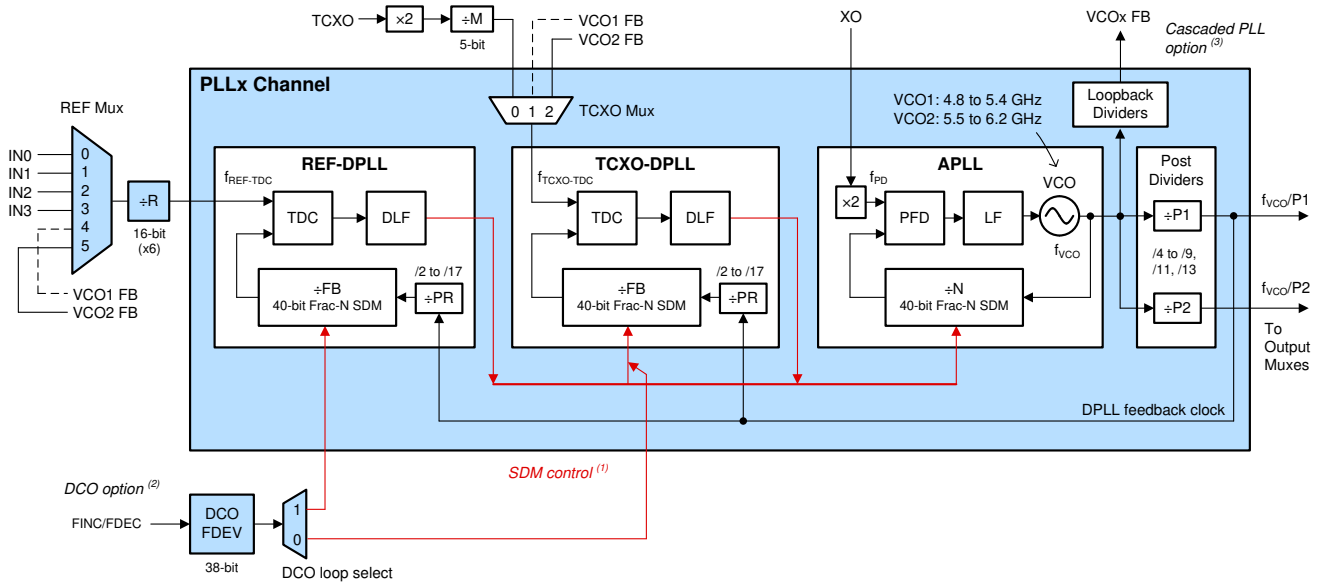 TCXO
×2
÷M
5-bit
VCO1 FB
VCO2 FB
XO
VCOx FB
Cascaded PLL
option (3)
PLLx Channel
REF Mux
0 1 2
TCXO Mux
VCO1: 4.8 to 5.4 GHz
VCO2: 5.5 to 6.2 GHz
Loopback
Dividers
IN0
IN1
IN2
IN3
0
1
2
3
4
5
÷R
16-bit
(x6)
VCO1 FB
VCO2 FB
REF-DPLL
fREF-TDC
TDC
DLF
/2 to /17
÷FB
40-bit Frac-N SDM
÷PR
TCXO-DPLL
fTCXO-TDC
TDC
DLF
/2 to /17
÷FB
40-bit Frac-N SDM
÷PR
APLL
×2
fPD
PFD
LF
VCO
fVCO
÷N
40-bit Frac-N SDM
Post
Dividers
÷P1
/4 to /9,
/11, /13
÷P2
fVCO/P1
fVCO/P2
To
Output
Muxes
DPLL feedback clock
SDM control (1)
DCO option (2)
FINC/FDEC
DCO
FDEV
38-bit
1
0
DCO loop select